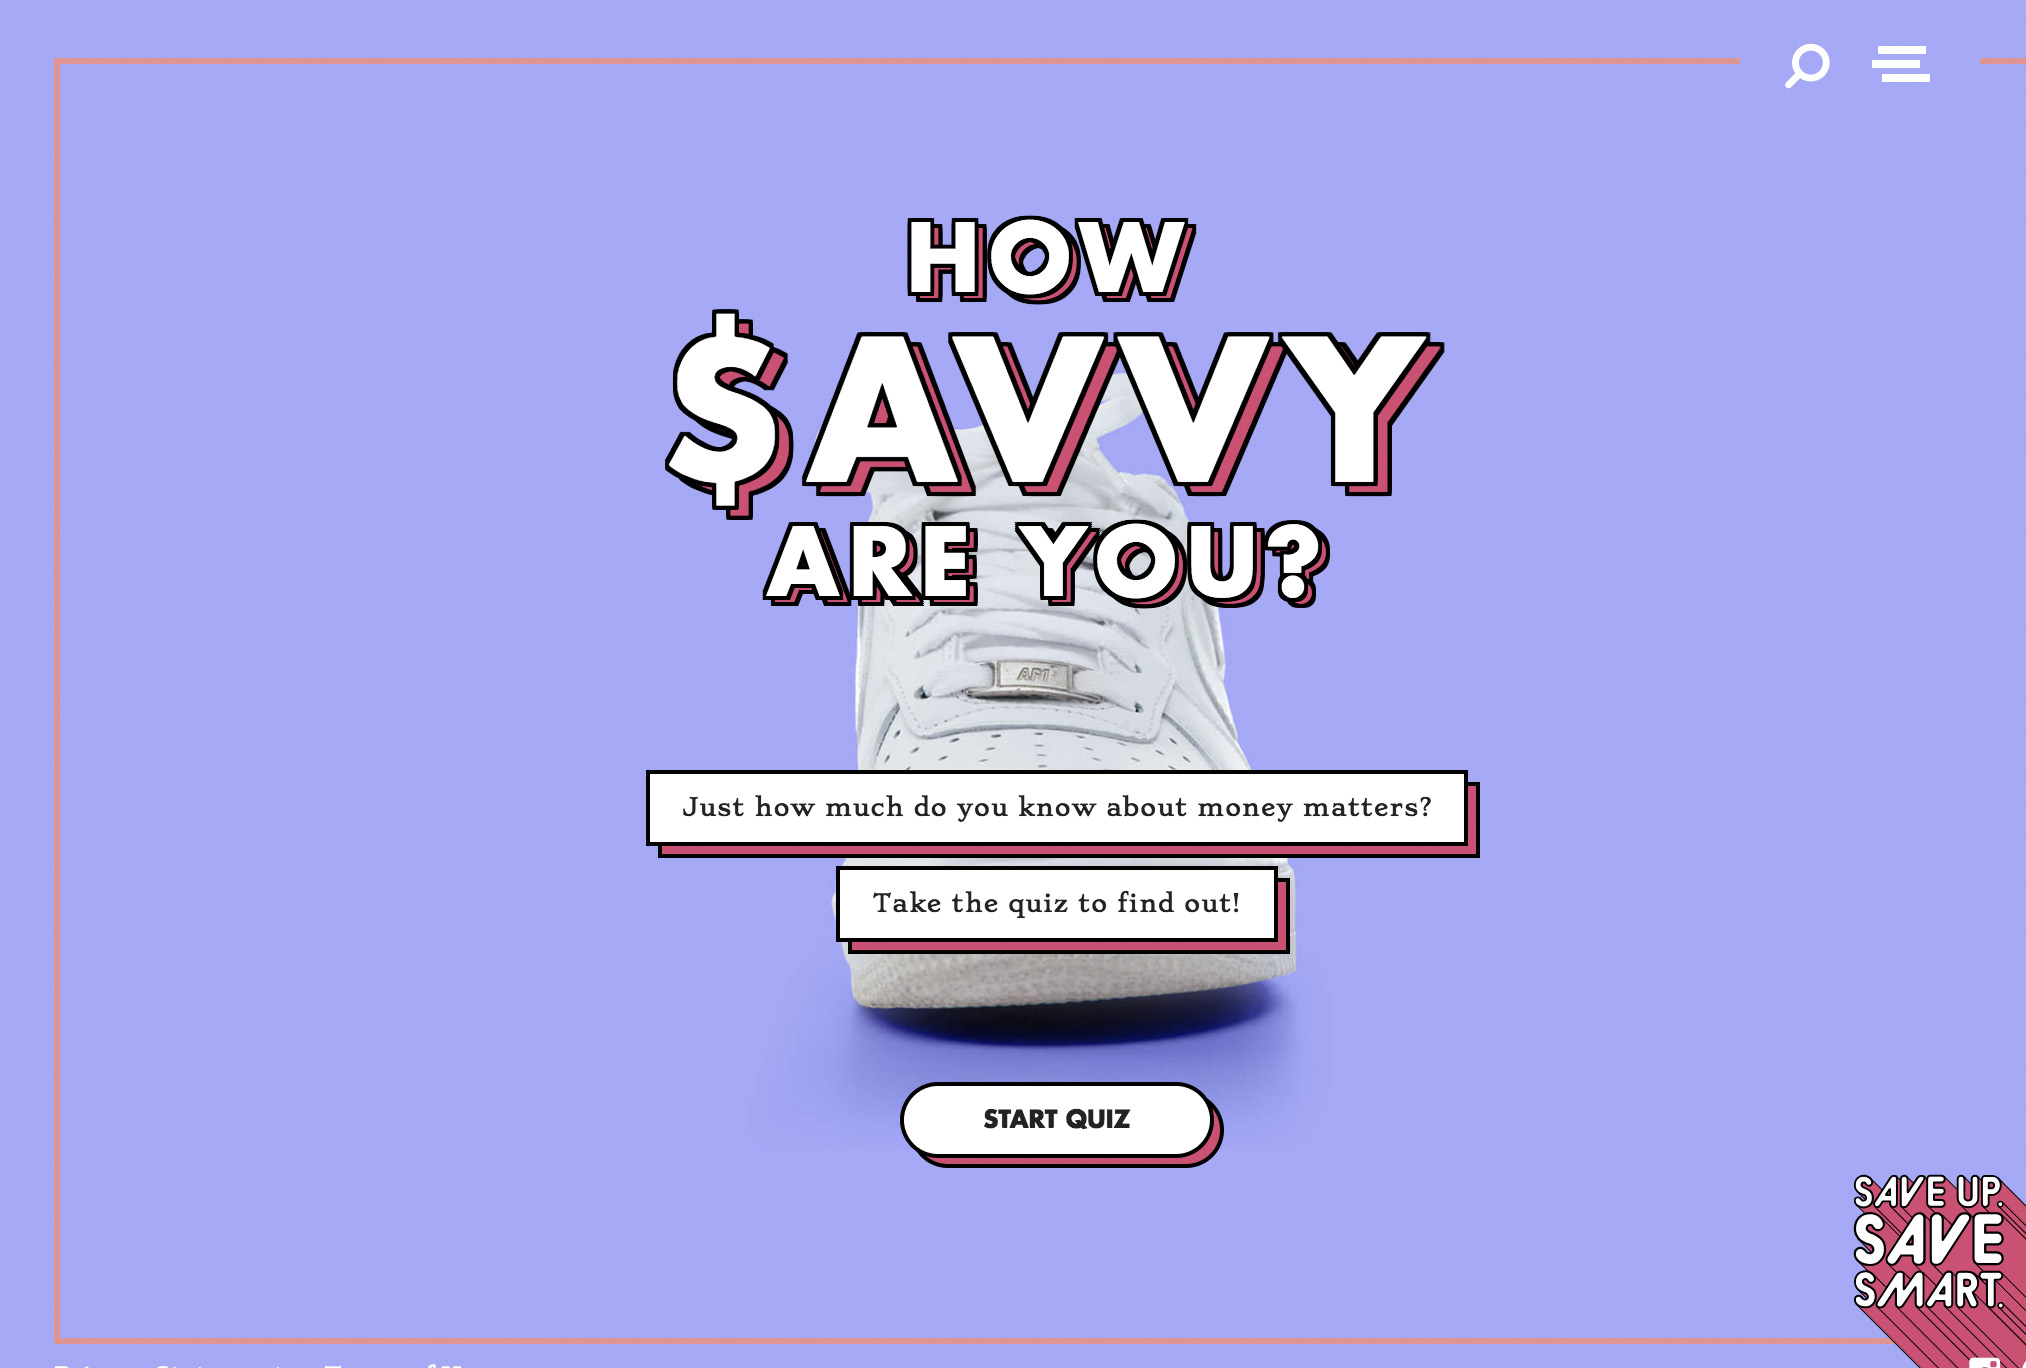 HOW
$AVVY
ARE YOU?
AF1
Just how much do you know about money matters?
Take the quiz to find out!
START QUIZ
SAVE UP.
SAVE
SMART.